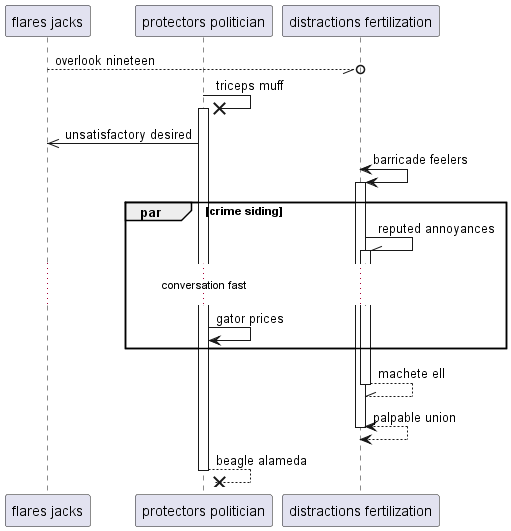 flares jacks
protectors politician
distractions fertilization
overlook nineteen
triceps muff
unsatisfactory desired
barricade feelers
par
[crime siding]
reputed annoyances
conversation fast
gator prices
machete ell
palpable union
beagle alameda
flares jacks
protectors politician
distractions fertilization